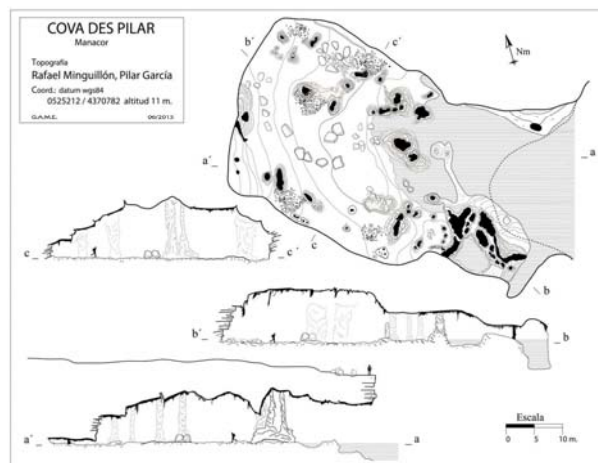 COVA DES PILAR
Manacor
Topografía
Rafael Minguillón, Pilar García
Coord.: datum wgs84
0525212 / 4370782 altitud 11 m.
G.A.M.E. 06/2013
b´
c´
Nm
a´
a
c
b
c
c´
b´
b
a´
a
Escala
0 5 10 m.